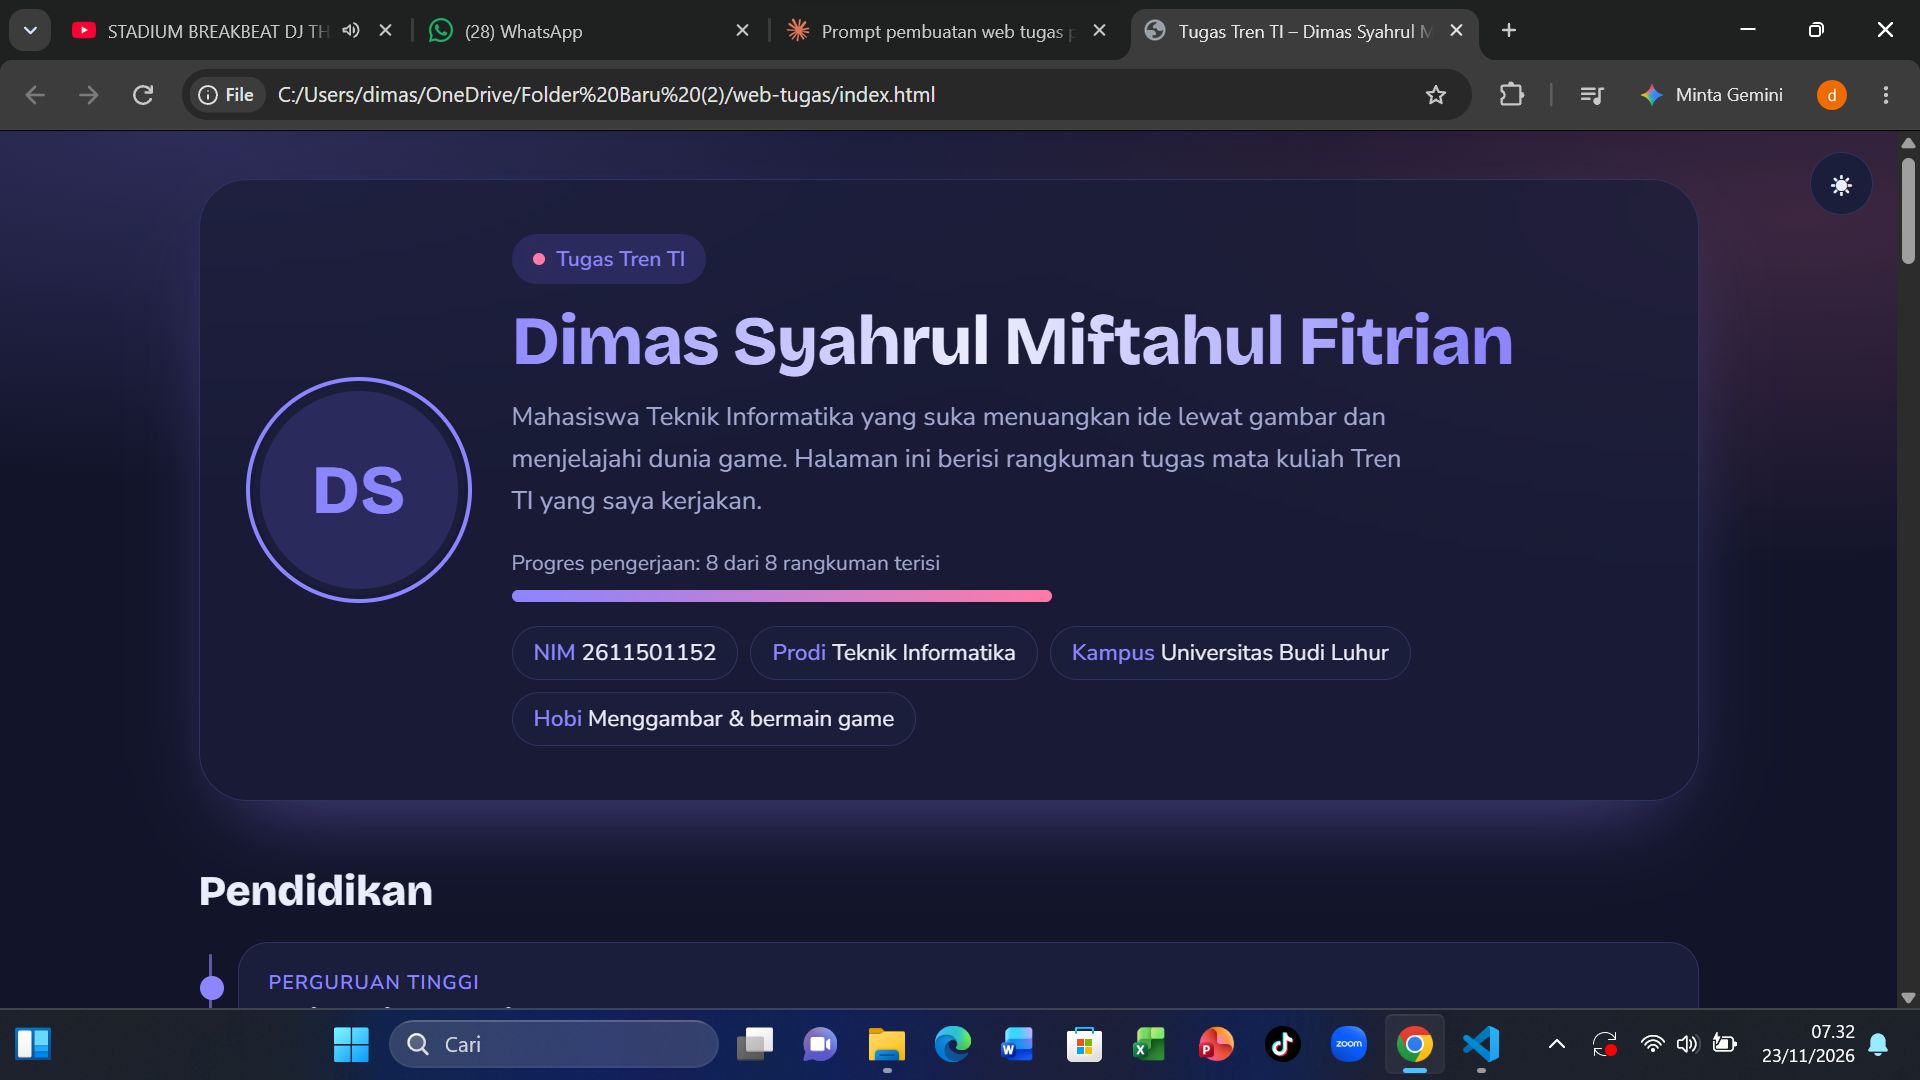 STADIUM BREAKBEAT DJ TH
(28) WhatsApp
Prompt pembuatan web tugas p
Tugas Tren TI – Dimas Syahrul M
File
C:/Users/dimas/OneDrive/Folder%20Baru%20(2)/web-tugas/index.html
Minta Gemini
d
Tugas Tren TI
Dimas Syahrul Miftahul Fitrian
DS
Mahasiswa Teknik Informatika yang suka menuangkan ide lewat gambar dan
menjelajahi dunia game. Halaman ini berisi rangkuman tugas mata kuliah Tren
TI yang saya kerjakan.
Progres pengerjaan: 8 dari 8 rangkuman terisi
NIM 2611501152
Prodi Teknik Informatika
Kampus Universitas Budi Luhur
Hobi Menggambar & bermain game
Pendidikan
PERGURUAN TINGGI
Cari
zoom
07.32
23/11/2026